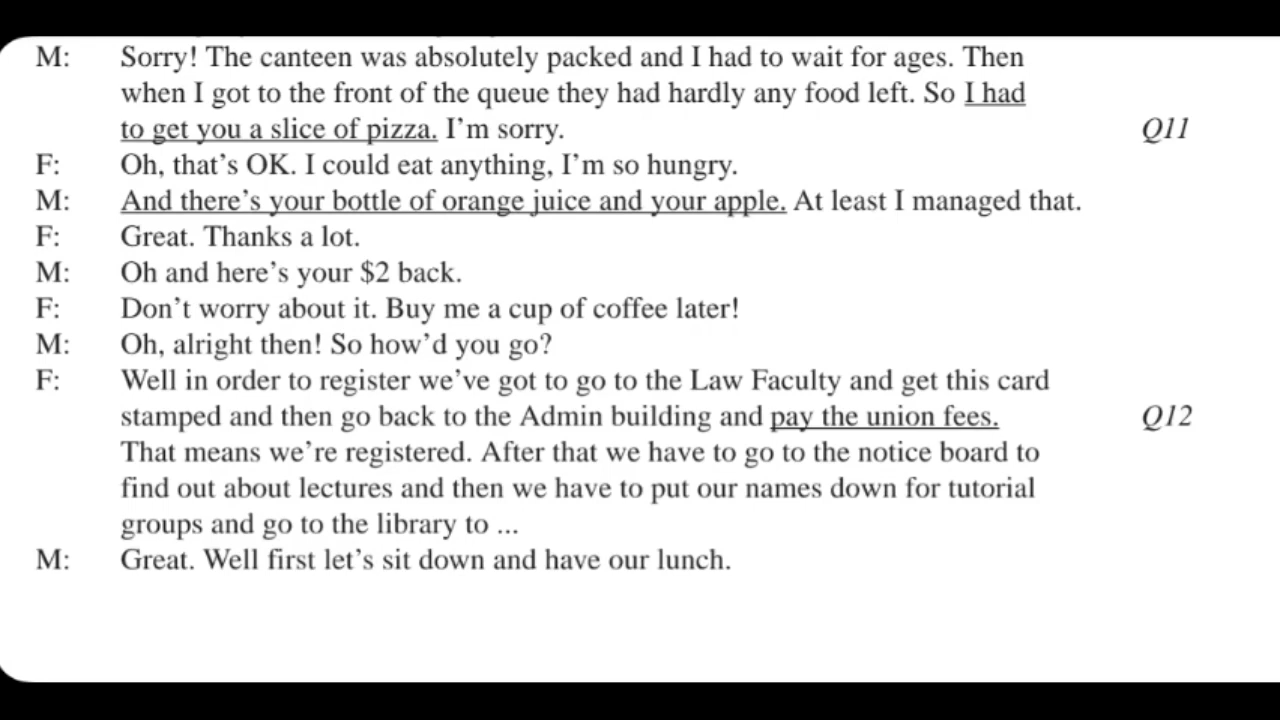 M: Sorry! The canteen was absolutely packed and I had to wait for ages. Then
when I got to the front of the queue they had hardly any food left. So I had
to get you a slice of pizza. I'm sorry. Q11
F: Oh, that's OK. I could eat anything, I'm so hungry.
M: And there's your bottle of orange juice and your apple. At least I managed that.
F: Great. Thanks a lot.
M: Oh and here's your $2 back.
F: Don't worry about it. Buy me a cup of coffee later!
M: Oh, alright then! So how'd you go?
F: Well in order to register we've got to go to the Law Faculty and get this card
stamped and then go back to the Admin building and pay the union fees. Q12
That means we're registered. After that we have to go to the notice board to
find out about lectures and then we have to put our names down for tutorial
groups and go to the library to ...
M: Great. Well first let's sit down and have our lunch.